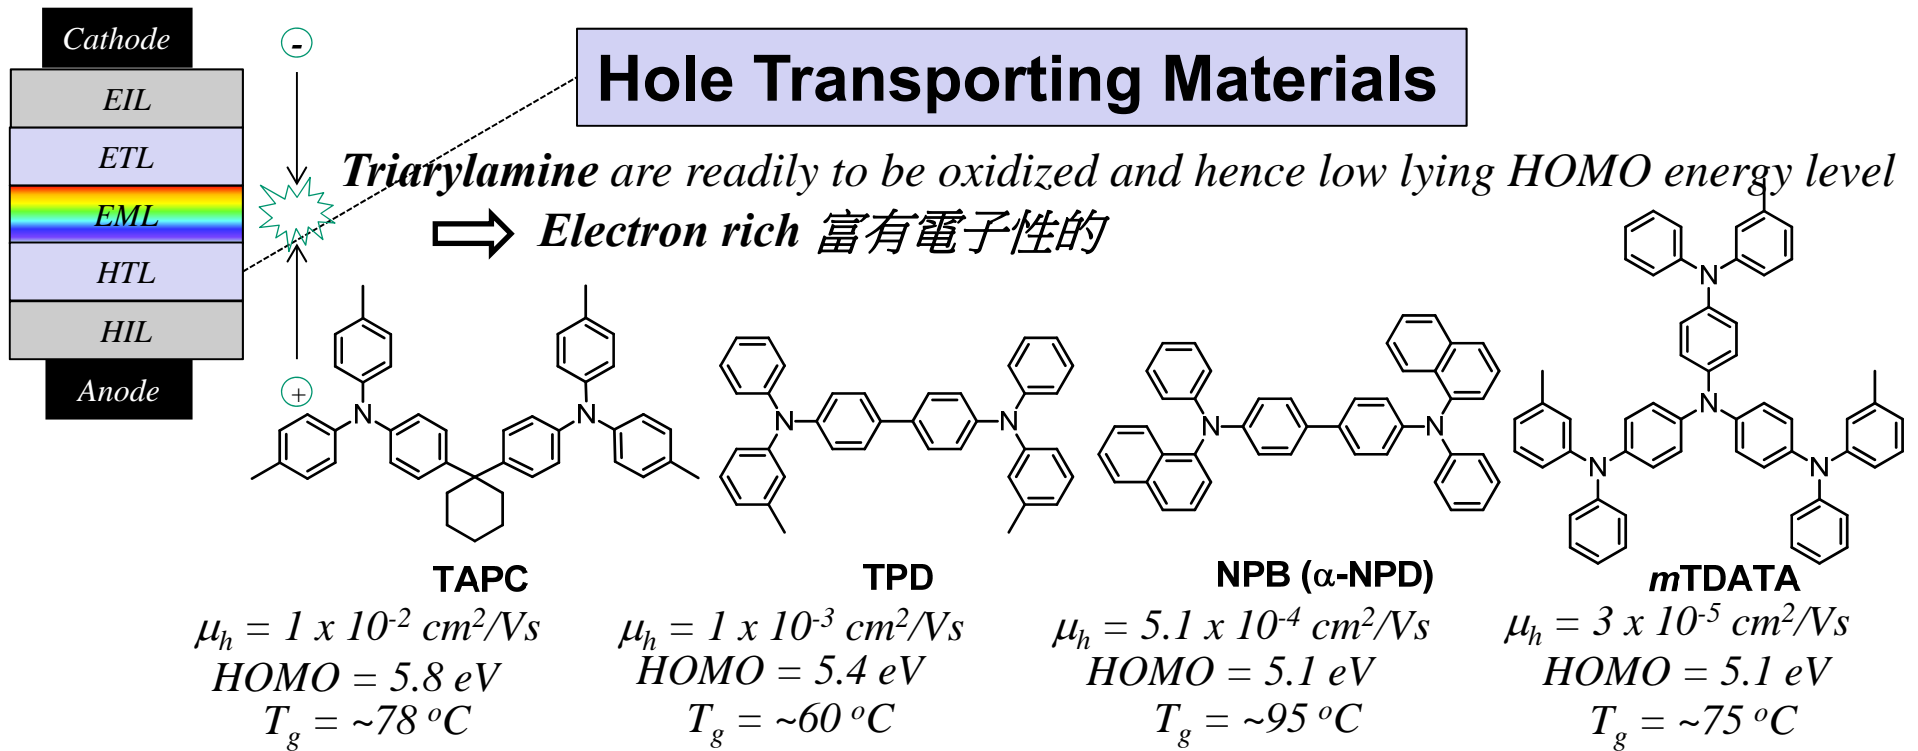 Cathode
EIL
ETL
EML
HTL
HIL
Anode
-
+
Hole Transporting Materials
Triarylamine are readily to be oxidized and hence low lying HOMO energy level
Electron rich 富有電子性的
N N
N N
N N
N
N
N N
TAPC
μh = 1 x 10-2 cm2/Vs
HOMO = 5.8 eV
Tg = ~78 oC
TPD
μh = 1 x 10-3 cm2/Vs
HOMO = 5.4 eV
Tg = ~60 oC
NPB (α-NPD)
μh = 5.1 x 10-4 cm2/Vs
HOMO = 5.1 eV
Tg = ~95 oC
mTDATA
μh = 3 x 10-5 cm2/Vs
HOMO = 5.1 eV
Tg = ~75 oC